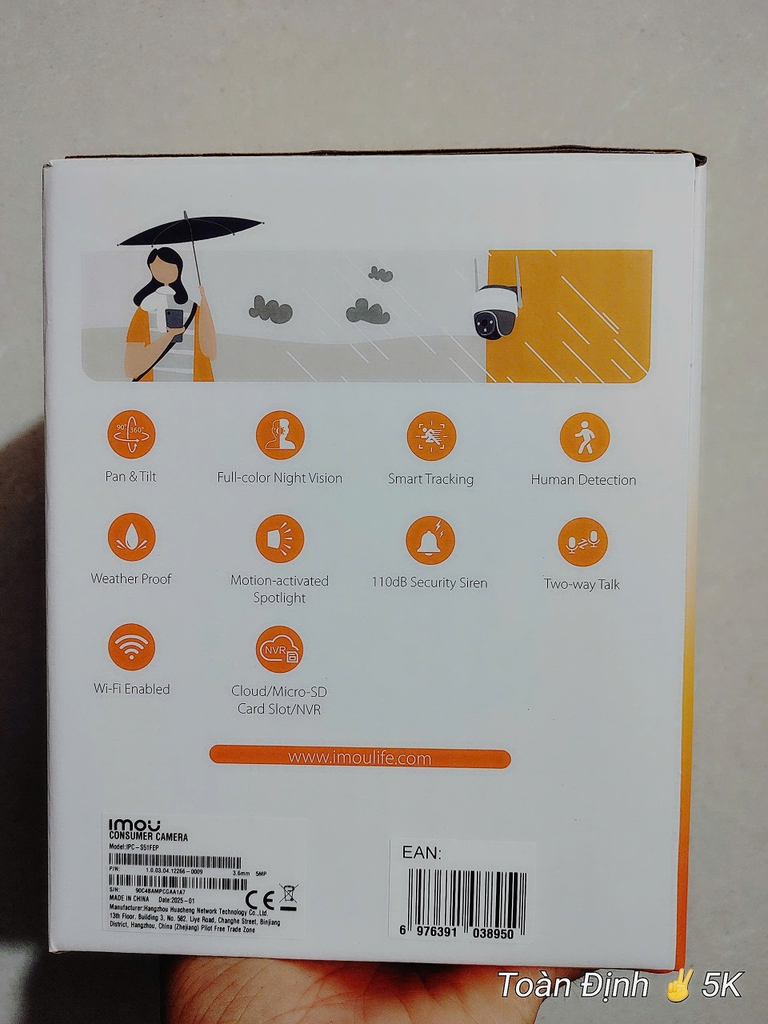 90° 360°
Pan & Tilt
Full-color Night Vision
Smart Tracking
Human Detection
Weather Proof
Motion-activated
Spotlight
110dB Security Siren
Two-way Talk
Wi-Fi Enabled
NVR
Cloud/Micro-SD
Card Slot/NVR
www.imoulife.com
imou
CONSUMER CAMERA
Model:IPC-S51FEP
P/N: 1.0.03.04.12266-0009 3.6mm 5MP
S/N: 90C4BAMPCGAA1A7
MADE IN CHINA Date:2025-01
Manufacturer:Hangzhou Huacheng Network Technology Co.,Ltd.
13th Floor, Building 3, No. 582, Liye Road, Changhe Street, Binjiang
District, Hangzhou, China (Zhejiang) Pilot Free Trade Zone
CE
EAN:
6 976391 038950
Toàn Định ✌️ 5K